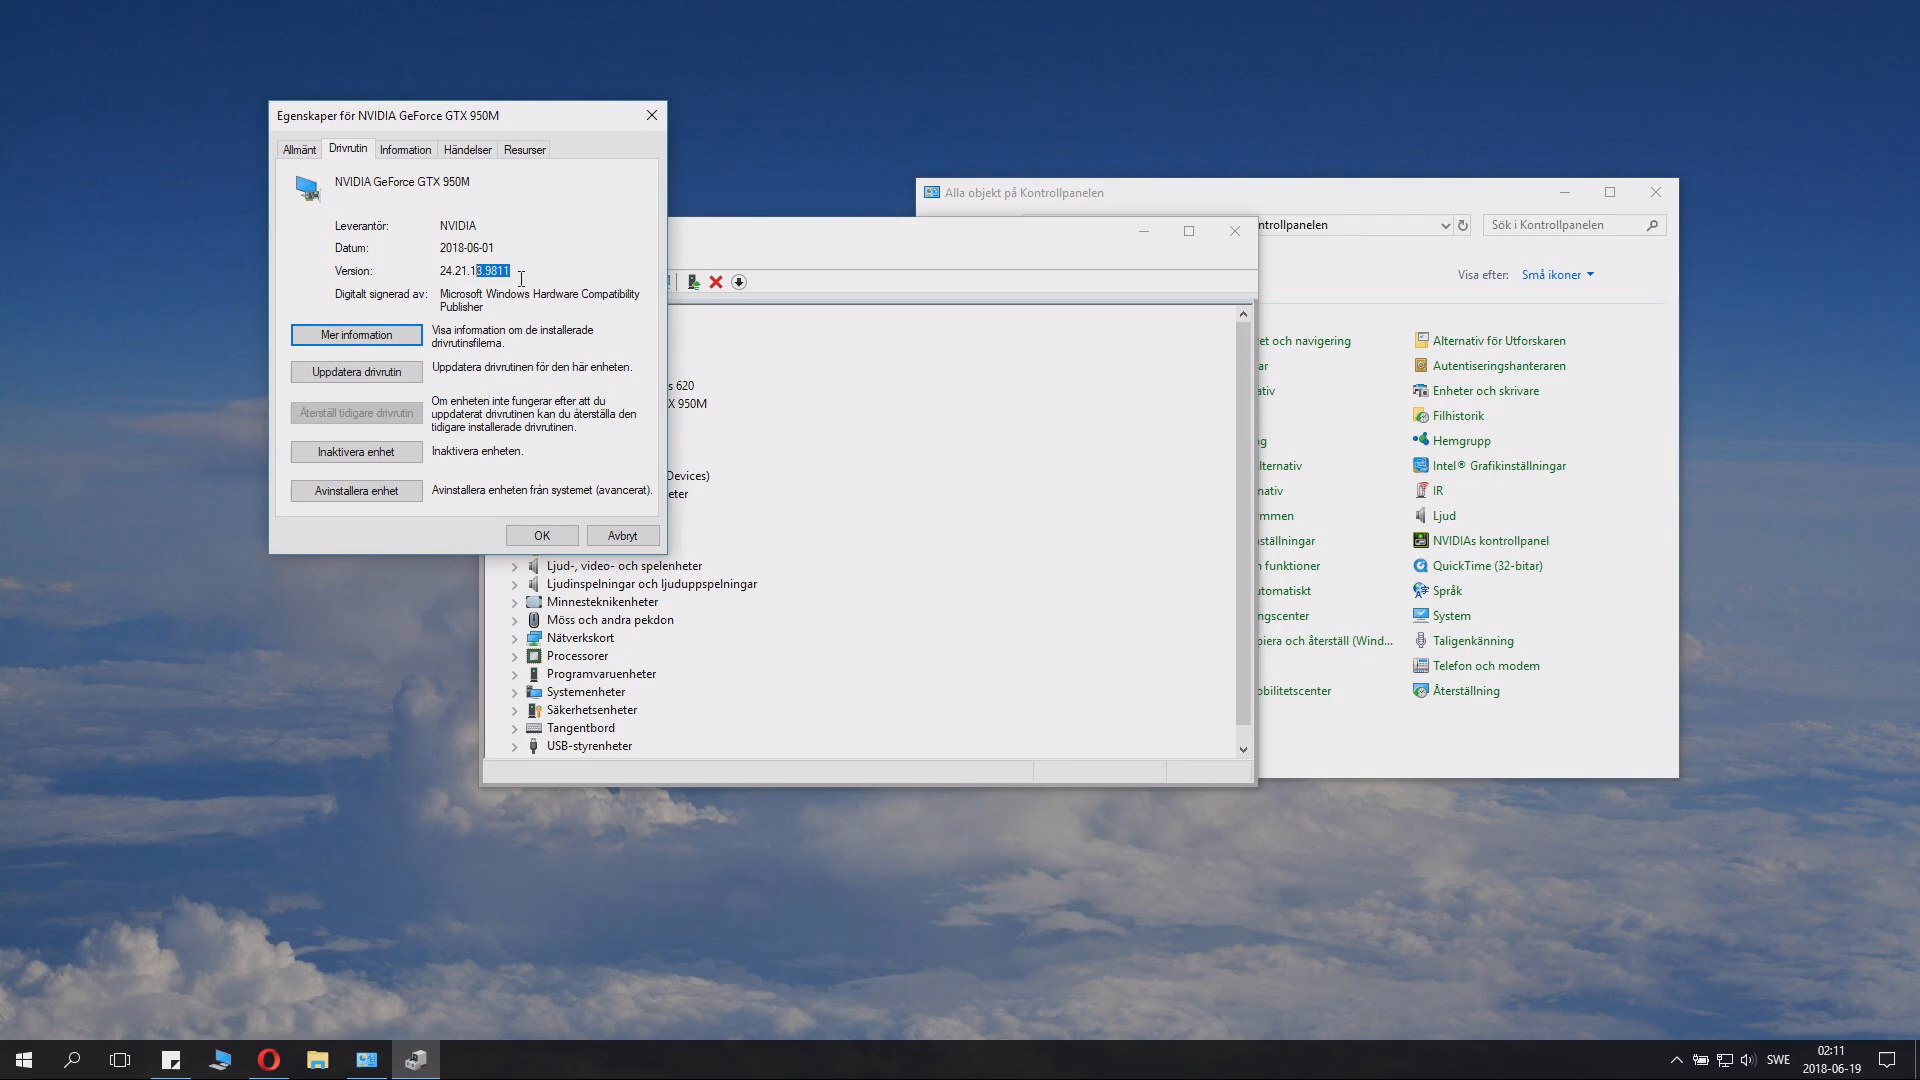 Egenskaper för NVIDIA GeForce GTX 950M
Allmänt Drivrutin Information Händelser Resurser
NVIDIA GeForce GTX 950M
Leverantör: NVIDIA
Datum: 2018-06-01
Version: 24.21.13.9811
Digitalt signerad av: Microsoft Windows Hardware Compatibility
Publisher
Mer information
Visa information om de installerade
drivrutinsfilerna.
Uppdatera drivrutin
Uppdatera drivrutinen för den här enheten.
Återställ tidigare drivrutin
Om enheten inte fungerar efter att du
uppdaterat drivrutinen kan du återställa den
tidigare installerade drivrutinen.
Inaktivera enhet
Inaktivera enheten.
Avinstallera enhet
Avinstallera enheten från systemet (avancerat).
OK Avbryt
s 620
X 950M
Devices)
eter
Ljud-, video- och spelenheter
Ljudinspelningar och ljuduppspelningar
Minnesteknikenheter
Möss och andra pekdon
Nätverkskort
Processorer
Programvaruenheter
Systemenheter
Säkerhetsenheter
Tangentbord
USB-styrenheter
Alla objekt på Kontrollpanelen
ntrollpanelen
Sök i Kontrollpanelen
Visa efter: Små ikoner
et och navigering
ar
tivi
g
lternativ
nativ
mmen
ställningar
n funktioner
utomatiskt
ngscenter
piera och återställ (Wind...
obilitetscenter
Alternativ för Utforskaren
Autentiseringshanteraren
Enheter och skrivare
Filhistorik
Hemgrupp
Intel® Grafikinställningar
IR
Ljud
NVIDIAs kontrollpanel
QuickTime (32-bitar)
Språk
System
Taligenkänning
Telefon och modem
Återställning
SWE
02:11
2018-06-19